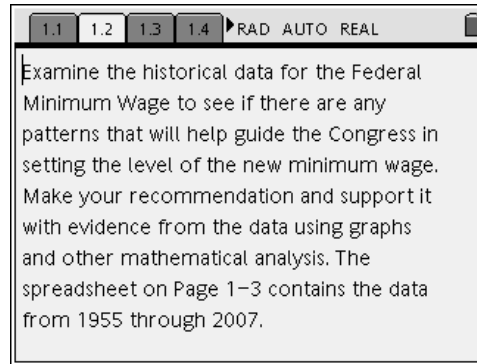 1.1 1.2 1.3 1.4 RAD AUTO REAL
Examine the historical data for the Federal
Minimum Wage to see if there are any
patterns that will help guide the Congress in
setting the level of the new minimum wage.
Make your recommendation and support it
with evidence from the data using graphs
and other mathematical analysis. The
spreadsheet on Page 1–3 contains the data
from 1955 through 2007.